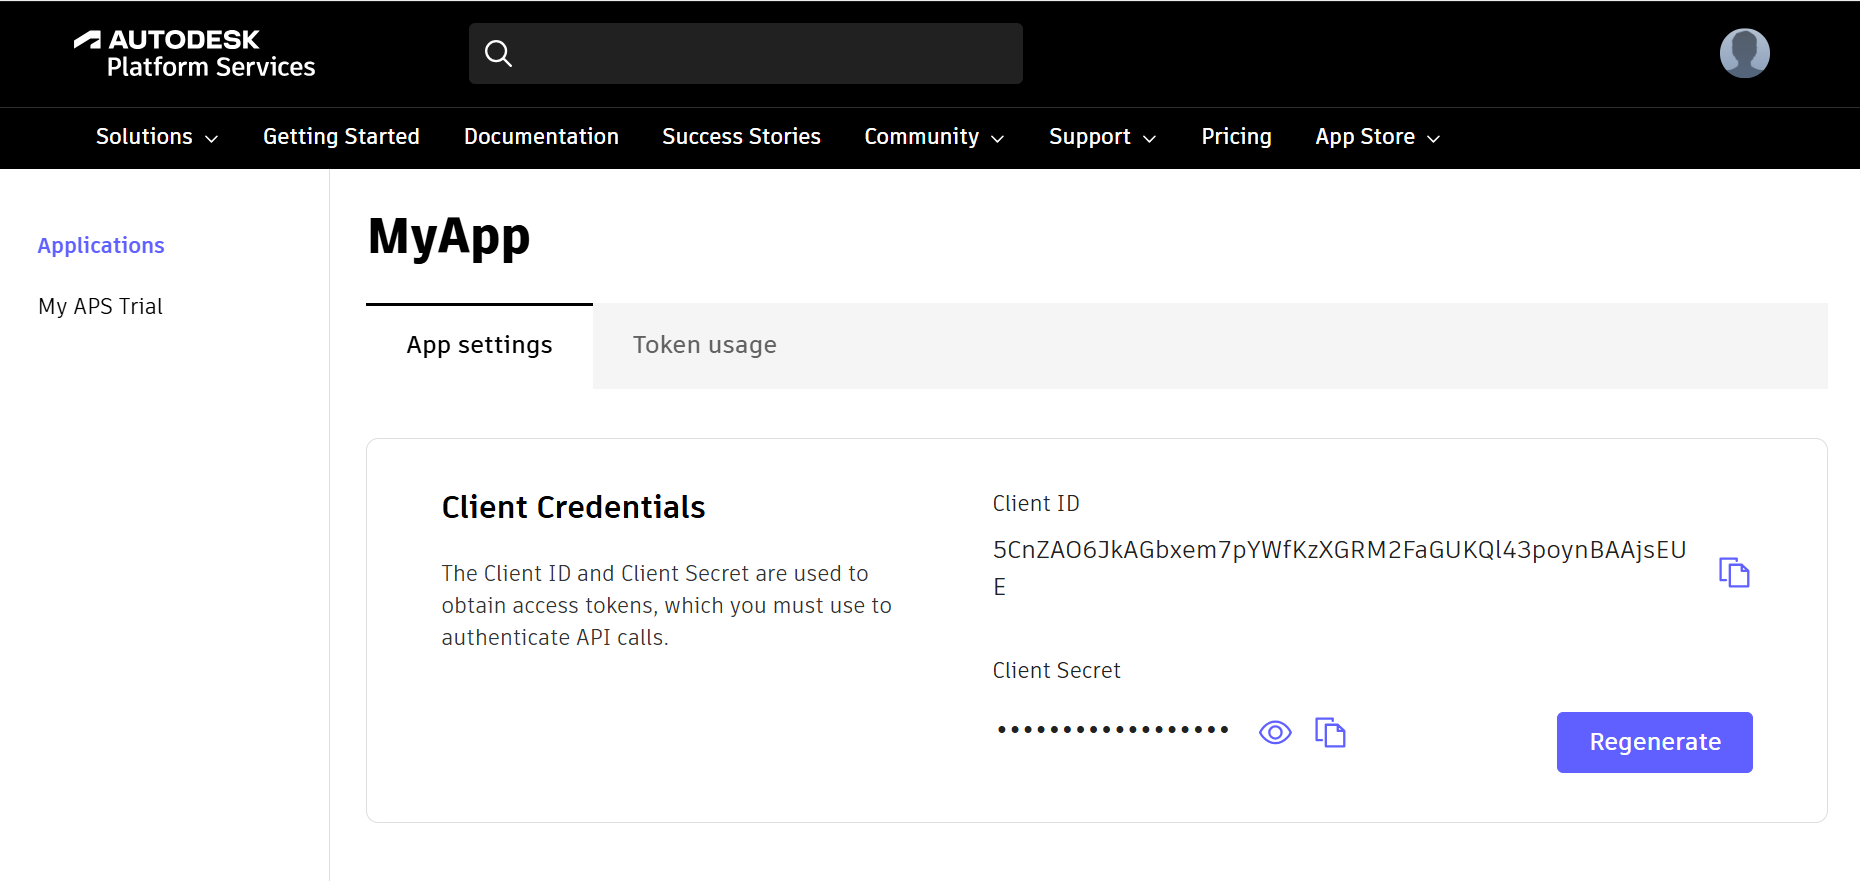 AUTODESK
Platform Services
Solutions
Getting Started
Documentation
Success Stories
Community
Support
Pricing
App Store
Applications
My APS Trial
MyApp
App settings
Token usage
Client Credentials
The Client ID and Client Secret are used to
obtain access tokens, which you must use to
authenticate API calls.
Client ID
5CnZAO6JkAGbxem7pYWfKzXGRM2FaGUKQl43poynBAAjsEU
E
Client Secret
••••••••••••••••••
Regenerate